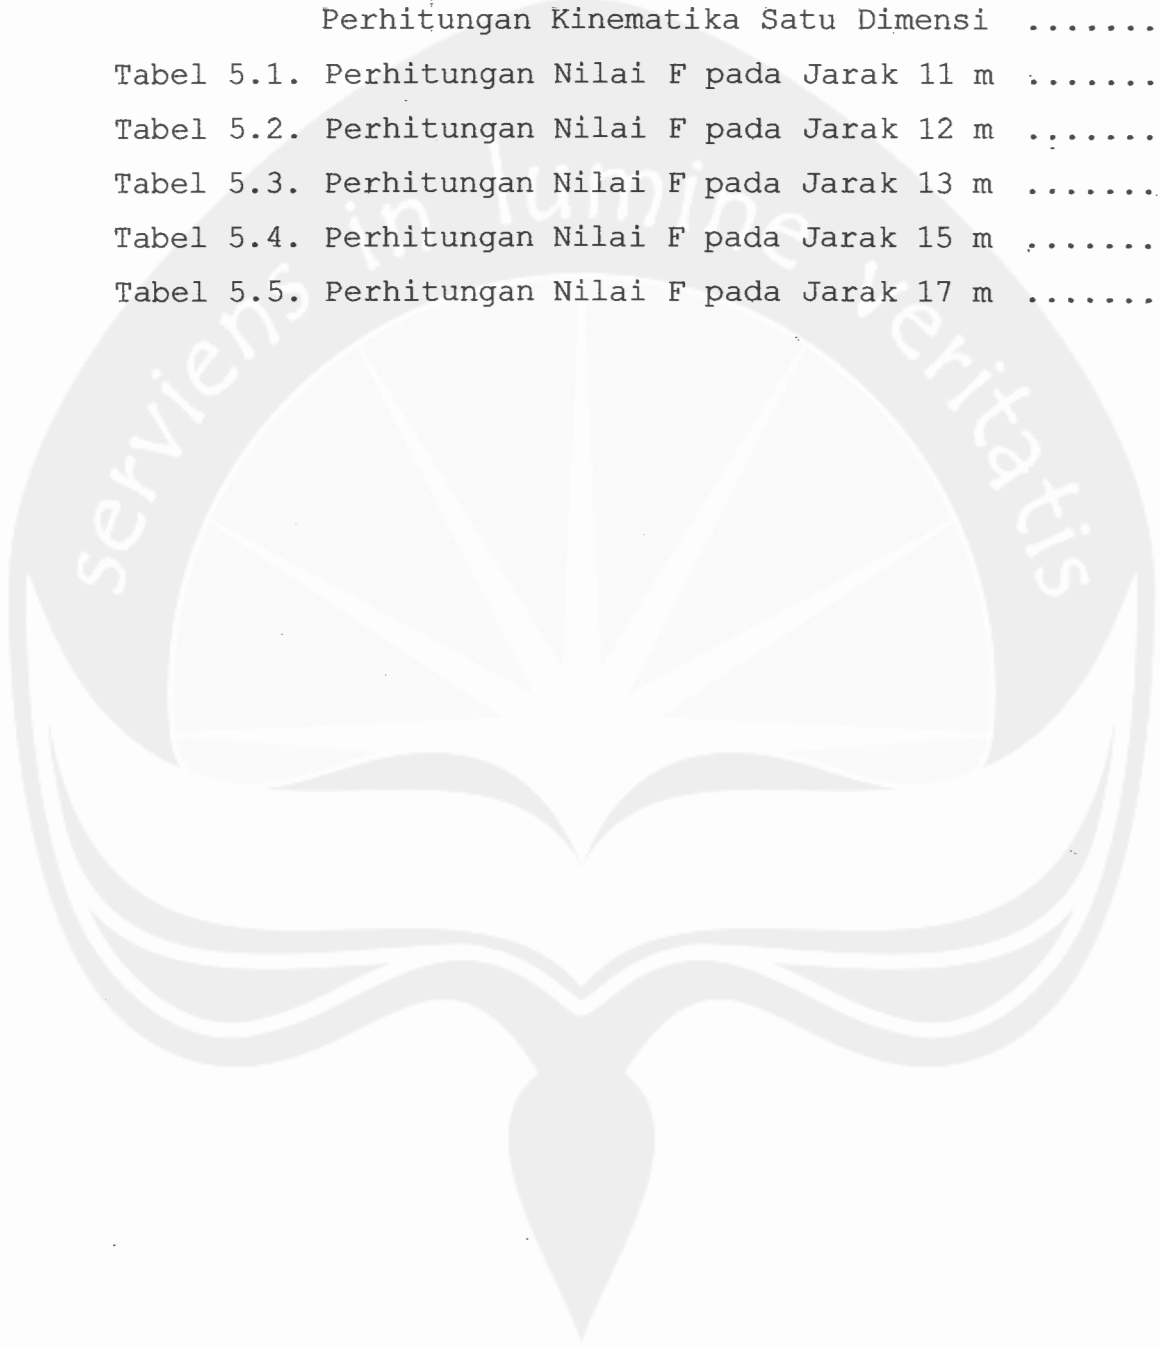 Perhitungan Kinematika Satu Dimensi .......
Tabel 5.1. Perhitungan Nilai F pada Jarak 11 m .......
Tabel 5.2. Perhitungan Nilai F pada Jarak 12 m .......
Tabel 5.3. Perhitungan Nilai F pada Jarak 13 m .......
Tabel 5.4. Perhitungan Nilai F pada Jarak 15 m .......
Tabel 5.5. Perhitungan Nilai F pada Jarak 17 m .......
serviens in lumine veritatis